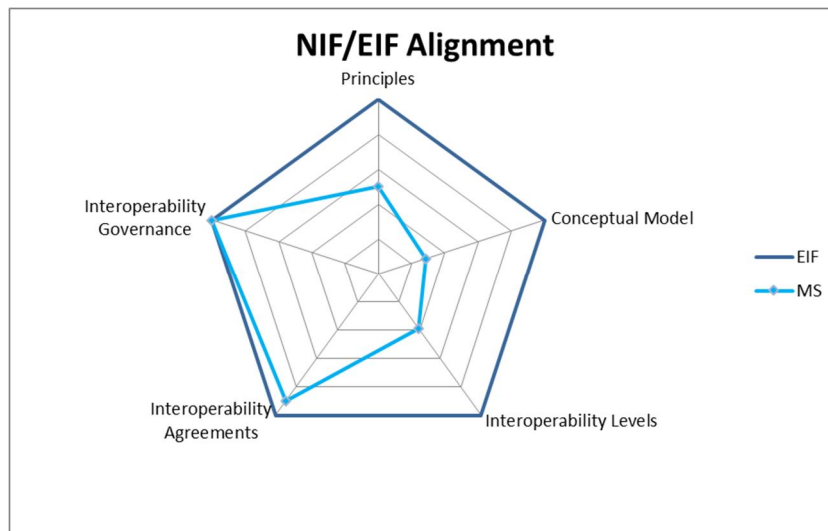 NIF/EIF Alignment
Principles
Interoperability
Governance
Conceptual Model
EIF
MS
Interoperability
Agreements
Interoperability Levels